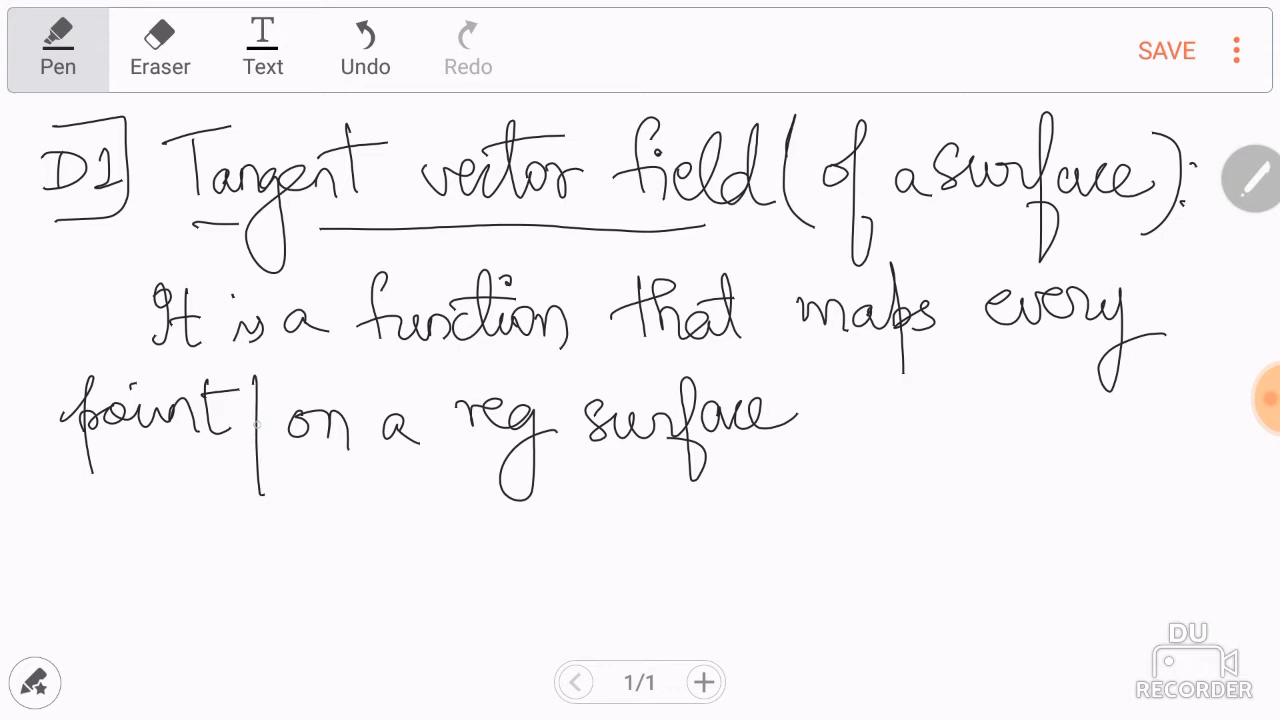 Pen Eraser Text Undo Redo SAVE
D1 Tangent vector field (of a surface):
It is a function that maps every
point on a reg surface
1/1
DU
RECORDER